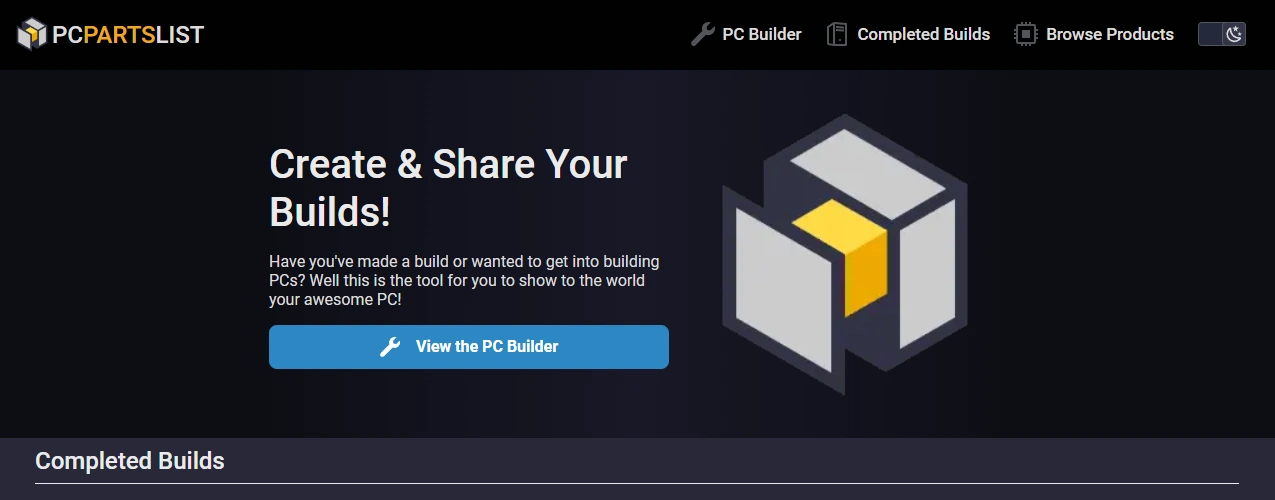 PCPARTSLIST
PC Builder
Completed Builds
Browse Products
Create & Share Your
Builds!
Have you've made a build or wanted to get into building
PCs? Well this is the tool for you to show to the world
your awesome PC!
View the PC Builder
Completed Builds